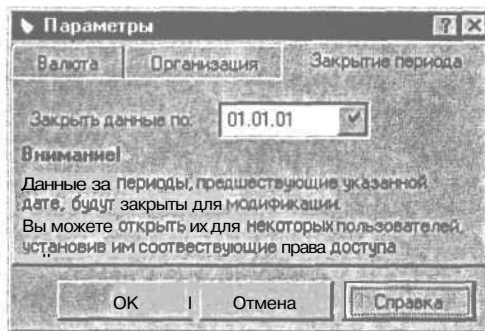 Параметры
Валюта Организация Закрытие периода
Закрыть данные по: 01.01.01
Внимание!
Данные за периоды, предшествующие указанной
дате, будут закрыты для модификации.
Вы можете открыть их для некоторых пользователей,
установив им соотвествующие права доступа
OK Отмена Справка